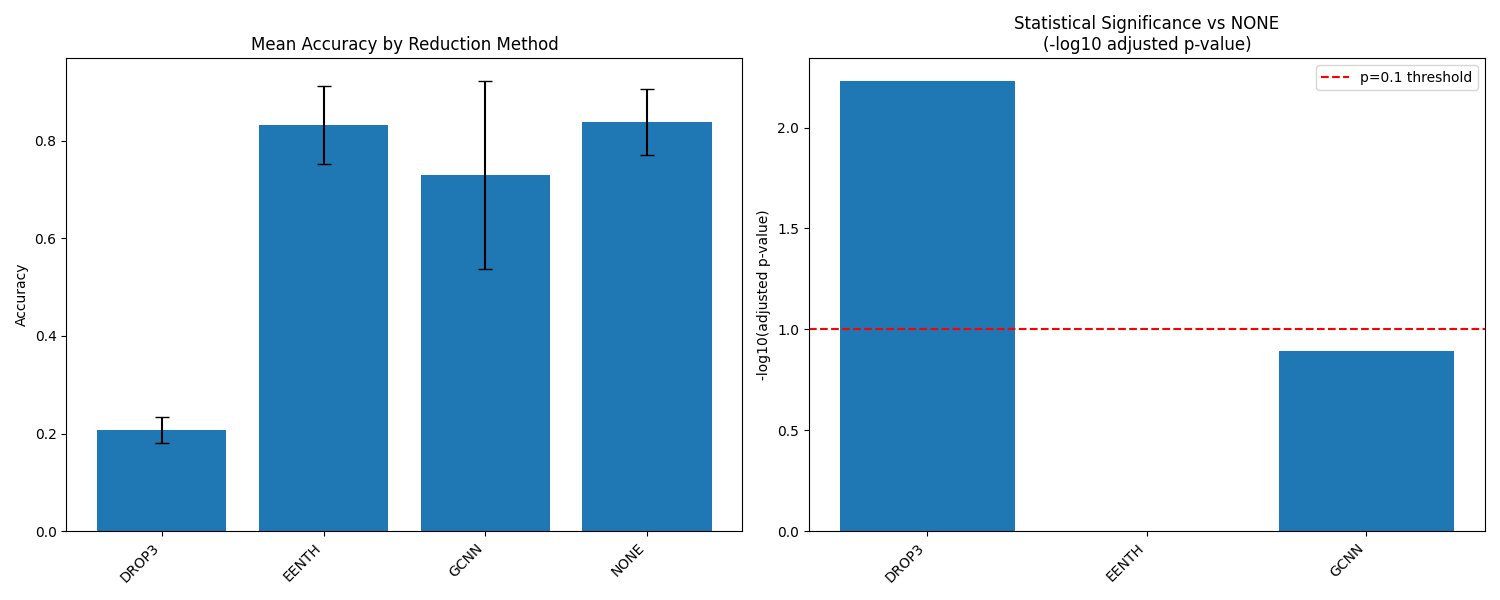 Mean Accuracy by Reduction Method
Accuracy
0.8
0.6
0.4
0.2
0.0
DROP3
EENTH
GCNN
NONE
Statistical Significance vs NONE
(-log10 adjusted p-value)
-log10(adjusted p-value)
p=0.1 threshold
2.0
1.5
1.0
0.5
0.0
DROP3
EENTH
GCNN